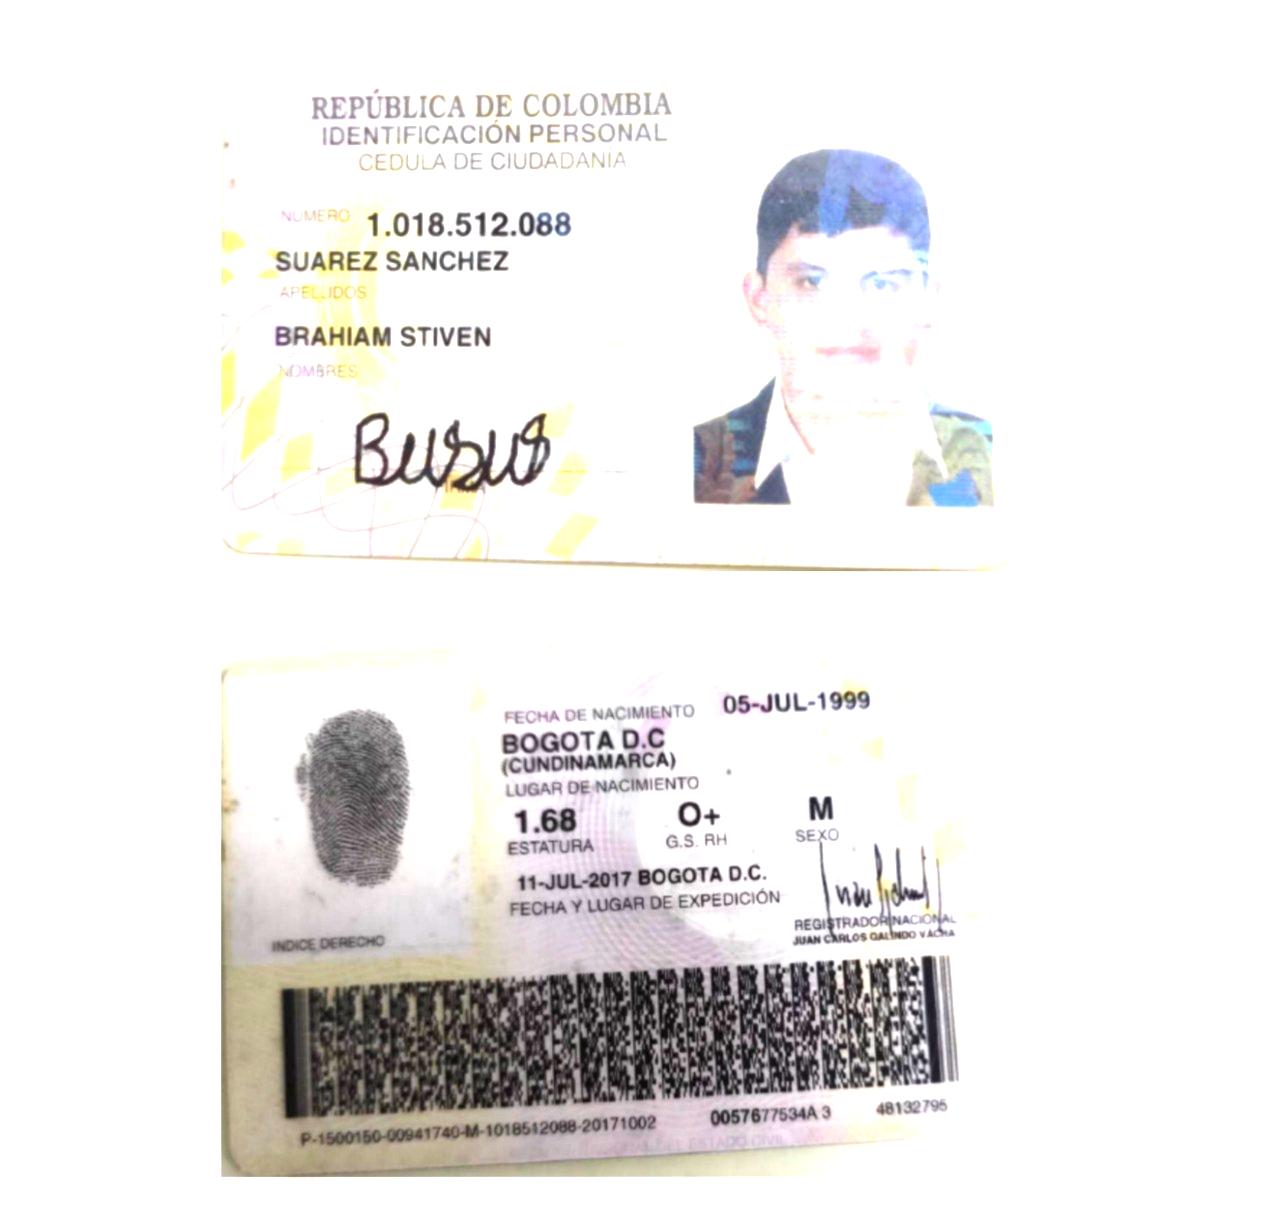 REPÚBLICA DE COLOMBIA
IDENTIFICACIÓN PERSONAL
CEDULA DE CIUDADANIA
NUMERO 1.018.512.088
SUAREZ SANCHEZ
APELLIDOS
BRAHIAM STIVEN
NOMBRES
FECHA DE NACIMIENTO 05-JUL-1999
BOGOTA D.C
(CUNDINAMARCA)
LUGAR DE NACIMIENTO
1.68 O+ M
ESTATURA G.S. RH SEXO
11-JUL-2017 BOGOTA D.C.
FECHA Y LUGAR DE EXPEDICIÓN
REGISTRADOR NACIONAL
JUAN CARLOS GALINDO VACHA
INDICE DERECHO
P-1500150-00941740-M-1018512088-20171002 0057677534A 3 48132795